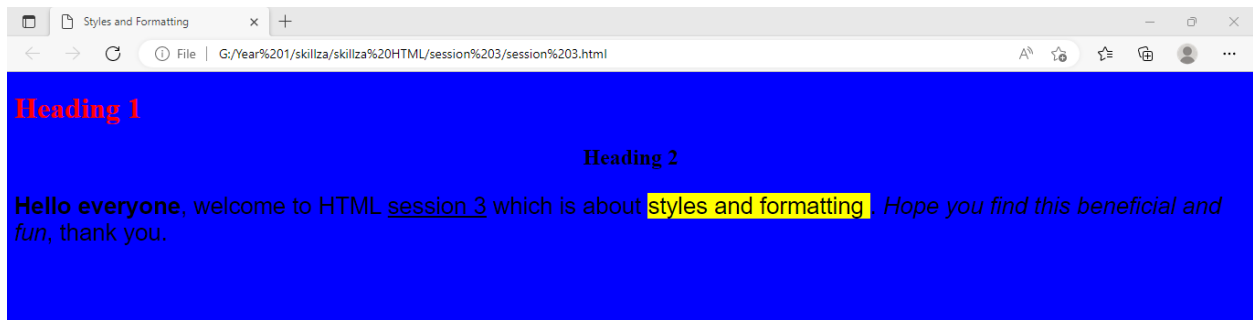 Styles and Formatting
File G:/Year%201/skillza/skillza%20HTML/session%203/session%203.html
Heading 1
Heading 2
Hello everyone, welcome to HTML session 3 which is about styles and formatting . Hope you find this beneficial and
fun, thank you.